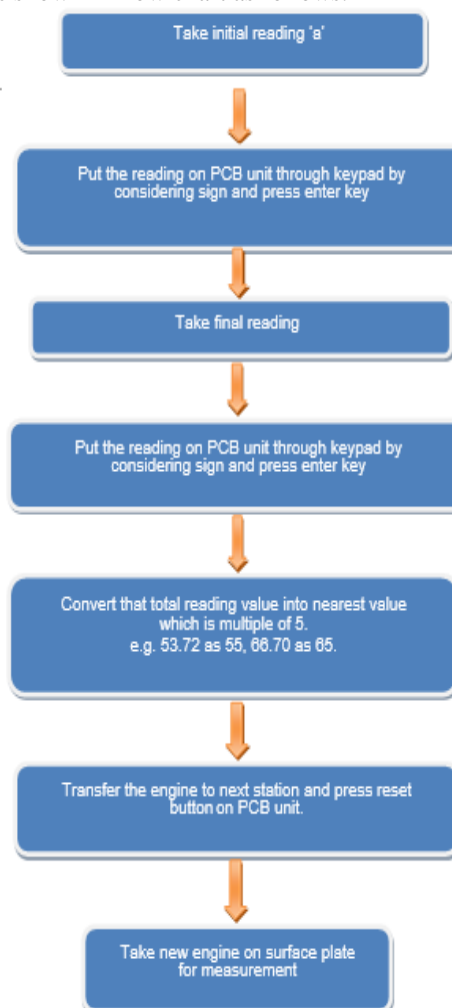 Take initial reading 'a'
Put the reading on PCB unit through keypad by
considering sign and press enter key
Take final reading
Put the reading on PCB unit through keypad by
considering sign and press enter key
Convert that total reading value into nearest value
which is multiple of 5.
e.g. 53.72 as 55, 66.70 as 65.
Transfer the engine to next station and press reset
button on PCB unit.
Take new engine on surface plate
for measurement